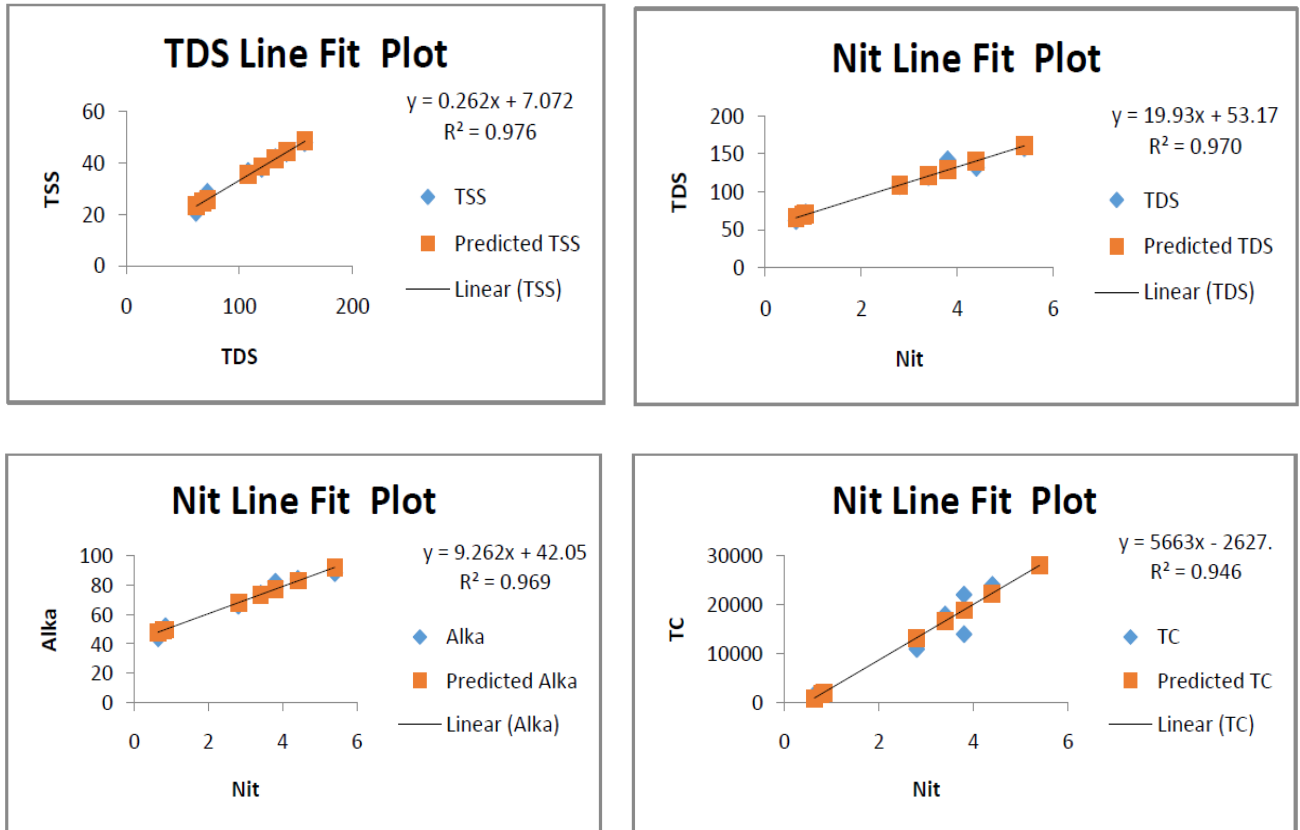 TDS Line Fit Plot
y = 0.262x + 7.072
R² = 0.976
60
40
20
0
TSS
0
100
200
TDS
TSS
Predicted TSS
Linear (TSS)
Nit Line Fit Plot
y = 19.93x + 53.17
R² = 0.970
200
150
100
50
0
TDS
0
2
4
6
Nit
TDS
Predicted TDS
Linear (TDS)
Nit Line Fit Plot
y = 9.262x + 42.05
R² = 0.969
100
80
60
40
20
0
Alka
0
2
4
6
Nit
Alka
Predicted Alka
Linear (Alka)
Nit Line Fit Plot
y = 5663x - 2627.
R² = 0.946
30000
20000
10000
0
TC
0
2
4
6
Nit
TC
Predicted TC
Linear (TC)